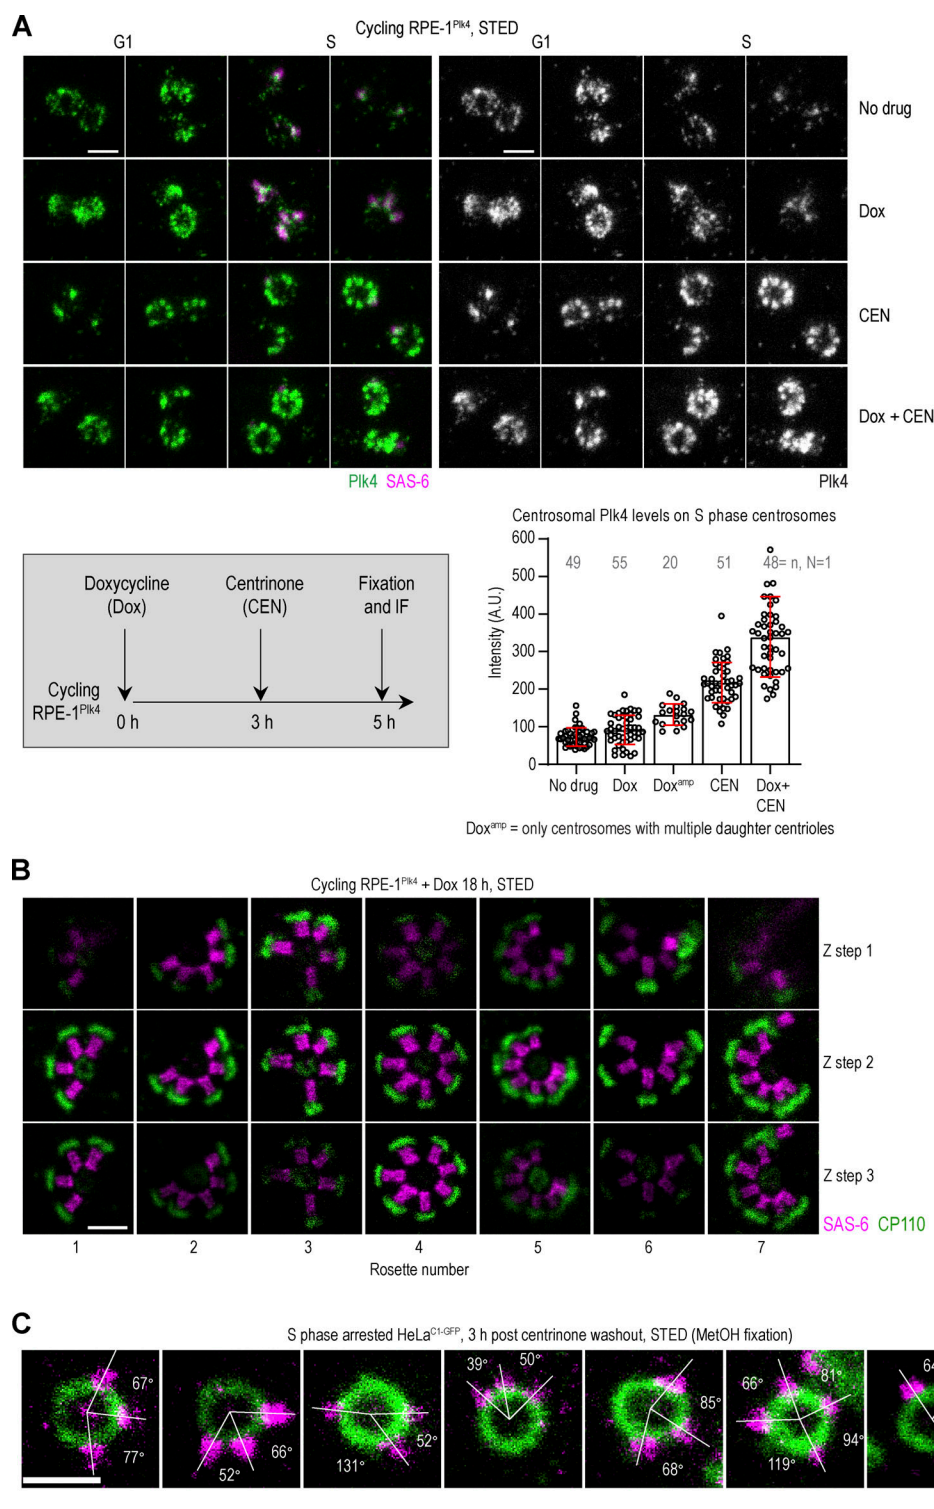 A
Cycling RPE-1Plk4, STED
G1 S G1 S
No drug
Dox
CEN
Dox + CEN
Plk4 SAS-6 Plk4
Centrosomal Plk4 levels on S phase centrosomes
Doxycycline (Dox)
Centrinone (CEN)
Fixation and IF
Cycling RPE-1Plk4
0 h 3 h 5 h
Intensity (A.U.)
600
500
400
300
200
100
0
49 55 20 51 48= n, N=1
No drug Dox Doxamp CEN Dox+ CEN
Doxamp = only centrosomes with multiple daughter centrioles
B
Cycling RPE-1Plk4 + Dox 18 h, STED
Z step 1
Z step 2
Z step 3
SAS-6 CP110
1 2 3 4 5 6 7
Rosette number
C
S phase arrested HeLaC1-GFP, 3 h post centrinone washout, STED (MetOH fixation)
67° 77°
52° 66°
131° 52°
39° 50°
85° 68°
66° 81° 94° 119°
64